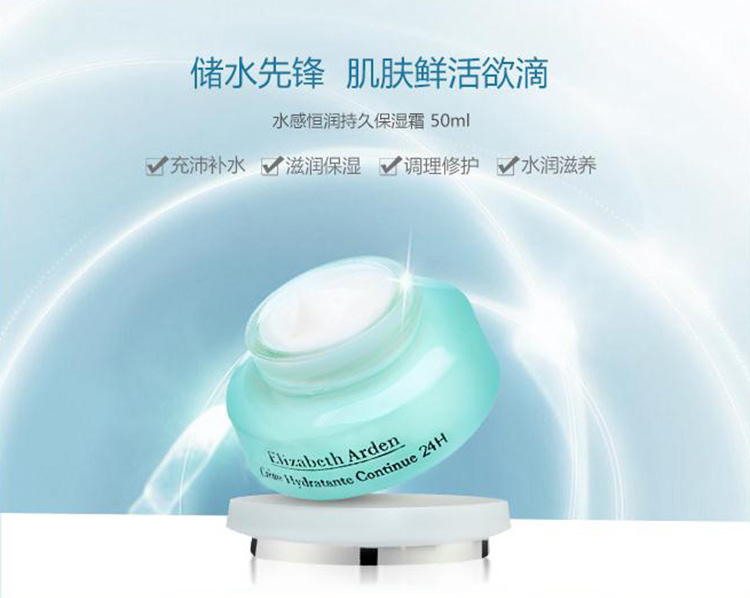 储水先锋 肌肤鲜活欲滴
水感恒润持久保湿霜 50ml
充沛补水 滋润保湿 调理修护 水润滋养
Elizabeth Arden
Crème Hydratante Continue 24H